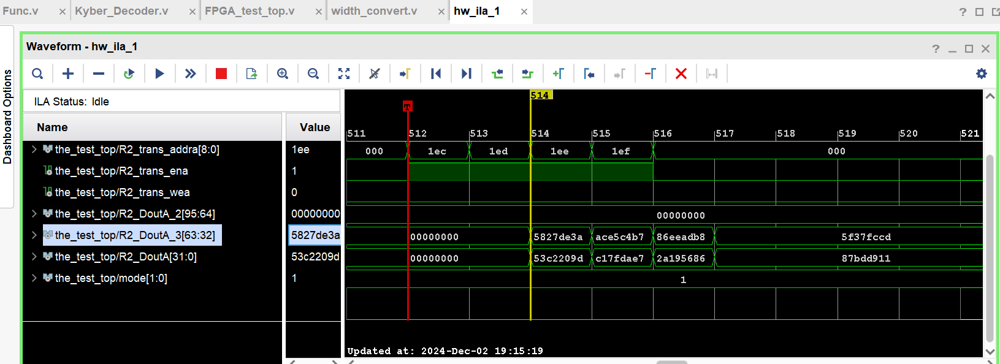 Func.v × Kyber_Decoder.v × FPGA_test_top.v × width_convert.v × hw_ila_1 × ?
Dashboard Options
Waveform - hw_ila_1 ?
ILA Status: Idle
514
T
Name Value
511 512 513 514 515 516 517 518 519 520 521
the_test_top/R2_trans_addra[8:0] 1ee 000 1ec 1ed 1ee 1ef 000
the_test_top/R2_trans_ena 1
the_test_top/R2_trans_wea 0
the_test_top/R2_DoutA_2[95:64] 00000000 00000000
the_test_top/R2_DoutA_3[63:32] 5827de3a 00000000 5827de3a ace5c4b7 86eeadb8 5f37fccd
the_test_top/R2_DoutA[31:0] 53c2209d 00000000 53c2209d c17fdae7 2a195686 87bdd911
the_test_top/mode[1:0] 1 1
Updated at: 2024-Dec-02 19:15:19